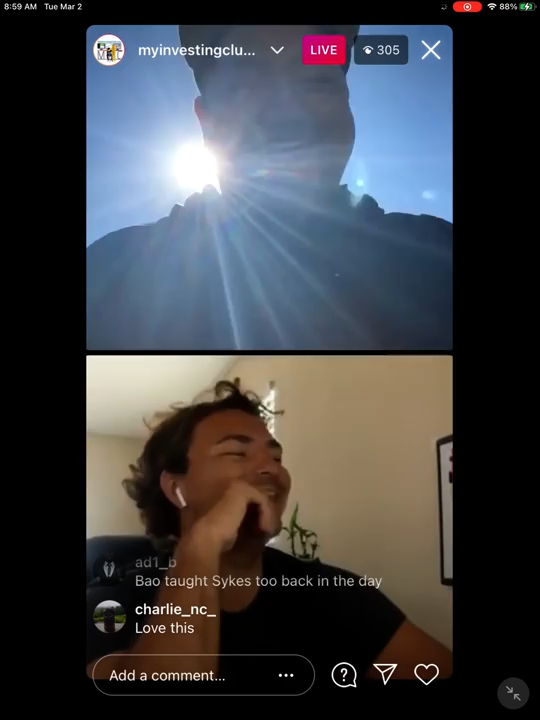 8:59 AM Tue Mar 2
88%
myinvestingclu...
LIVE
305
ad1_b
Bao taught Sykes too back in the day
charlie_nc_
Love this
Add a comment...